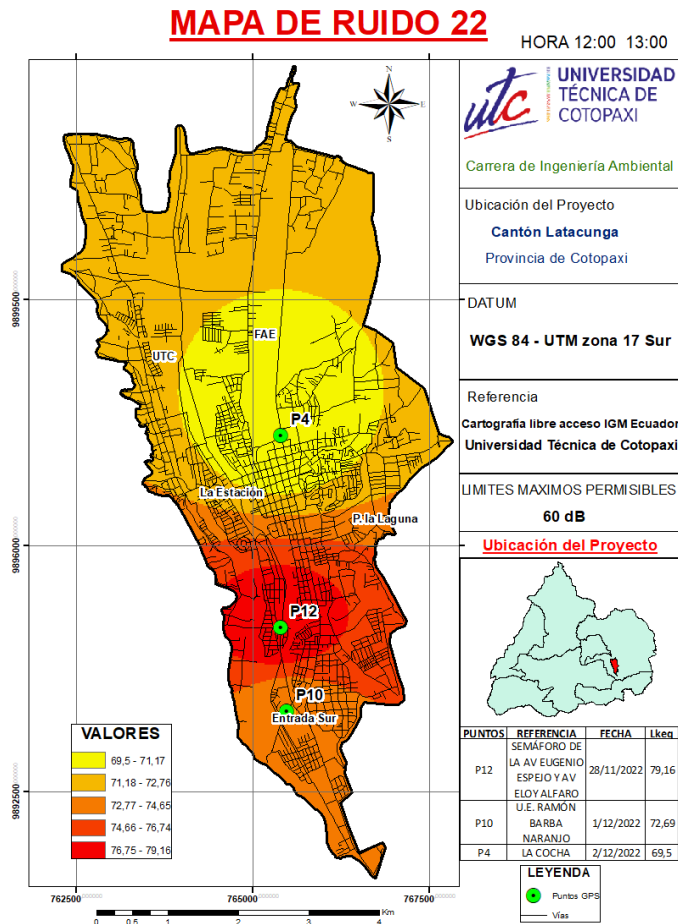 MAPA DE RUIDO 22
HORA 12:00 13:00
N
W
E
S
utc
UNIVERSIDAD
TÉCNICA DE
COTOPAXI
Carrera de Ingeniería Ambiental
Ubicación del Proyecto
Cantón Latacunga
Provincia de Cotopaxi
DATUM
WGS 84 - UTM zona 17 Sur
Referencia
Cartografía libre acceso IGM Ecuador
Universidad Técnica de Cotopaxi
LIMITES MAXIMOS PERMISIBLES
60 dB
Ubicación del Proyecto
9899500
9896000
9892500
FAE
UTC
P4
La Estación
P. la Laguna
P12
P10
Entrada Sur
VALORES
69,5 - 71,17
71,18 - 72,76
72,77 - 74,65
74,66 - 76,74
76,75 - 79,16
762500
765000
767500
0 0,5 1 2 3 4
Km
PUNTOS REFERENCIA FECHA Lkeq
P12 SEMÁFORO DE LA AV EUGENIO ESPEJO Y AV ELOY ALFARO 28/11/2022 79,16
P10 U.E. RAMÓN BARBA NARANJO 1/12/2022 72,69
P4 LA COCHA 2/12/2022 69,5
LEYENDA
Puntos GPS
Vías